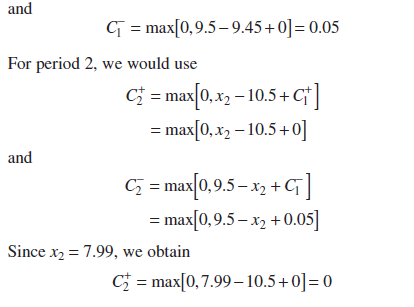 and
C₁⁻ = max[0, 9.5 – 9.45 + 0] = 0.05
For period 2, we would use
C₂⁺ = max[0, x₂ – 10.5 + C₁⁺]
= max[0, x₂ – 10.5 + 0]
and
C₂⁻ = max[0, 9.5 – x₂ + C₁⁻]
= max[0, 9.5 – x₂ + 0.05]
Since x₂ = 7.99, we obtain
C₂⁺ = max[0, 7.99 – 10.5 + 0] = 0